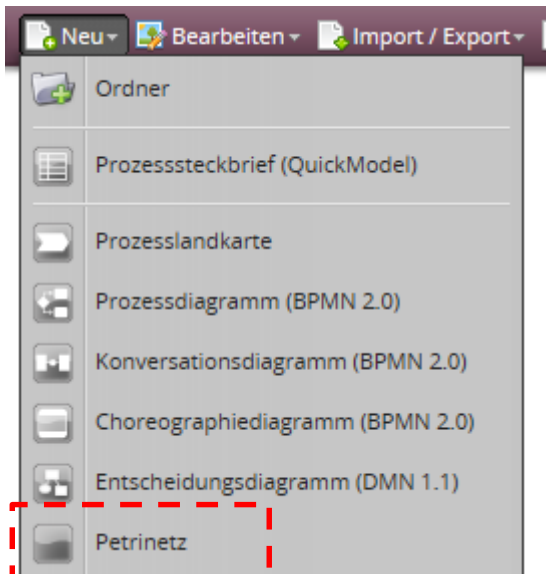 Neu Bearbeiten Import / Export
Ordner
Prozesssteckbrief (QuickModel)
Prozesslandkarte
Prozessdiagramm (BPMN 2.0)
Konversationsdiagramm (BPMN 2.0)
Choreographiediagramm (BPMN 2.0)
Entscheidungsdiagramm (DMN 1.1)
Petrinetz